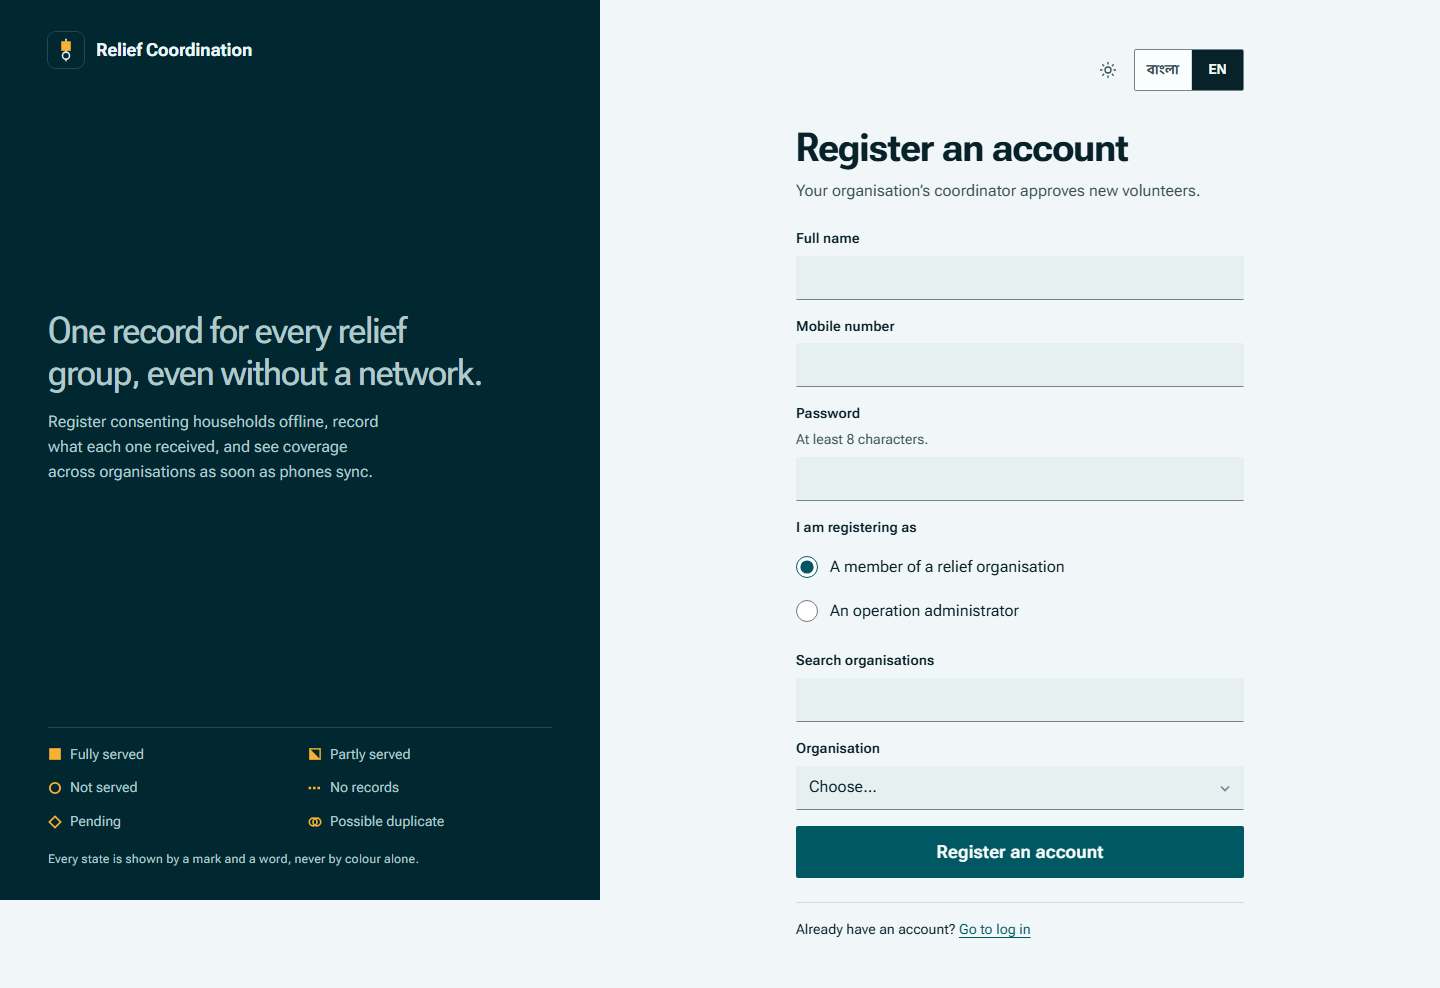 Relief Coordination
One record for every relief
group, even without a network.
Register consenting households offline, record
what each one received, and see coverage
across organisations as soon as phones sync.
Fully served
Partly served
Not served
No records
Pending
Possible duplicate
Every state is shown by a mark and a word, never by colour alone.
বাংলা EN
Register an account
Your organisation’s coordinator approves new volunteers.
Full name
Mobile number
Password
At least 8 characters.
I am registering as
A member of a relief organisation
An operation administrator
Search organisations
Organisation
Choose…
Register an account
Already have an account? Go to log in